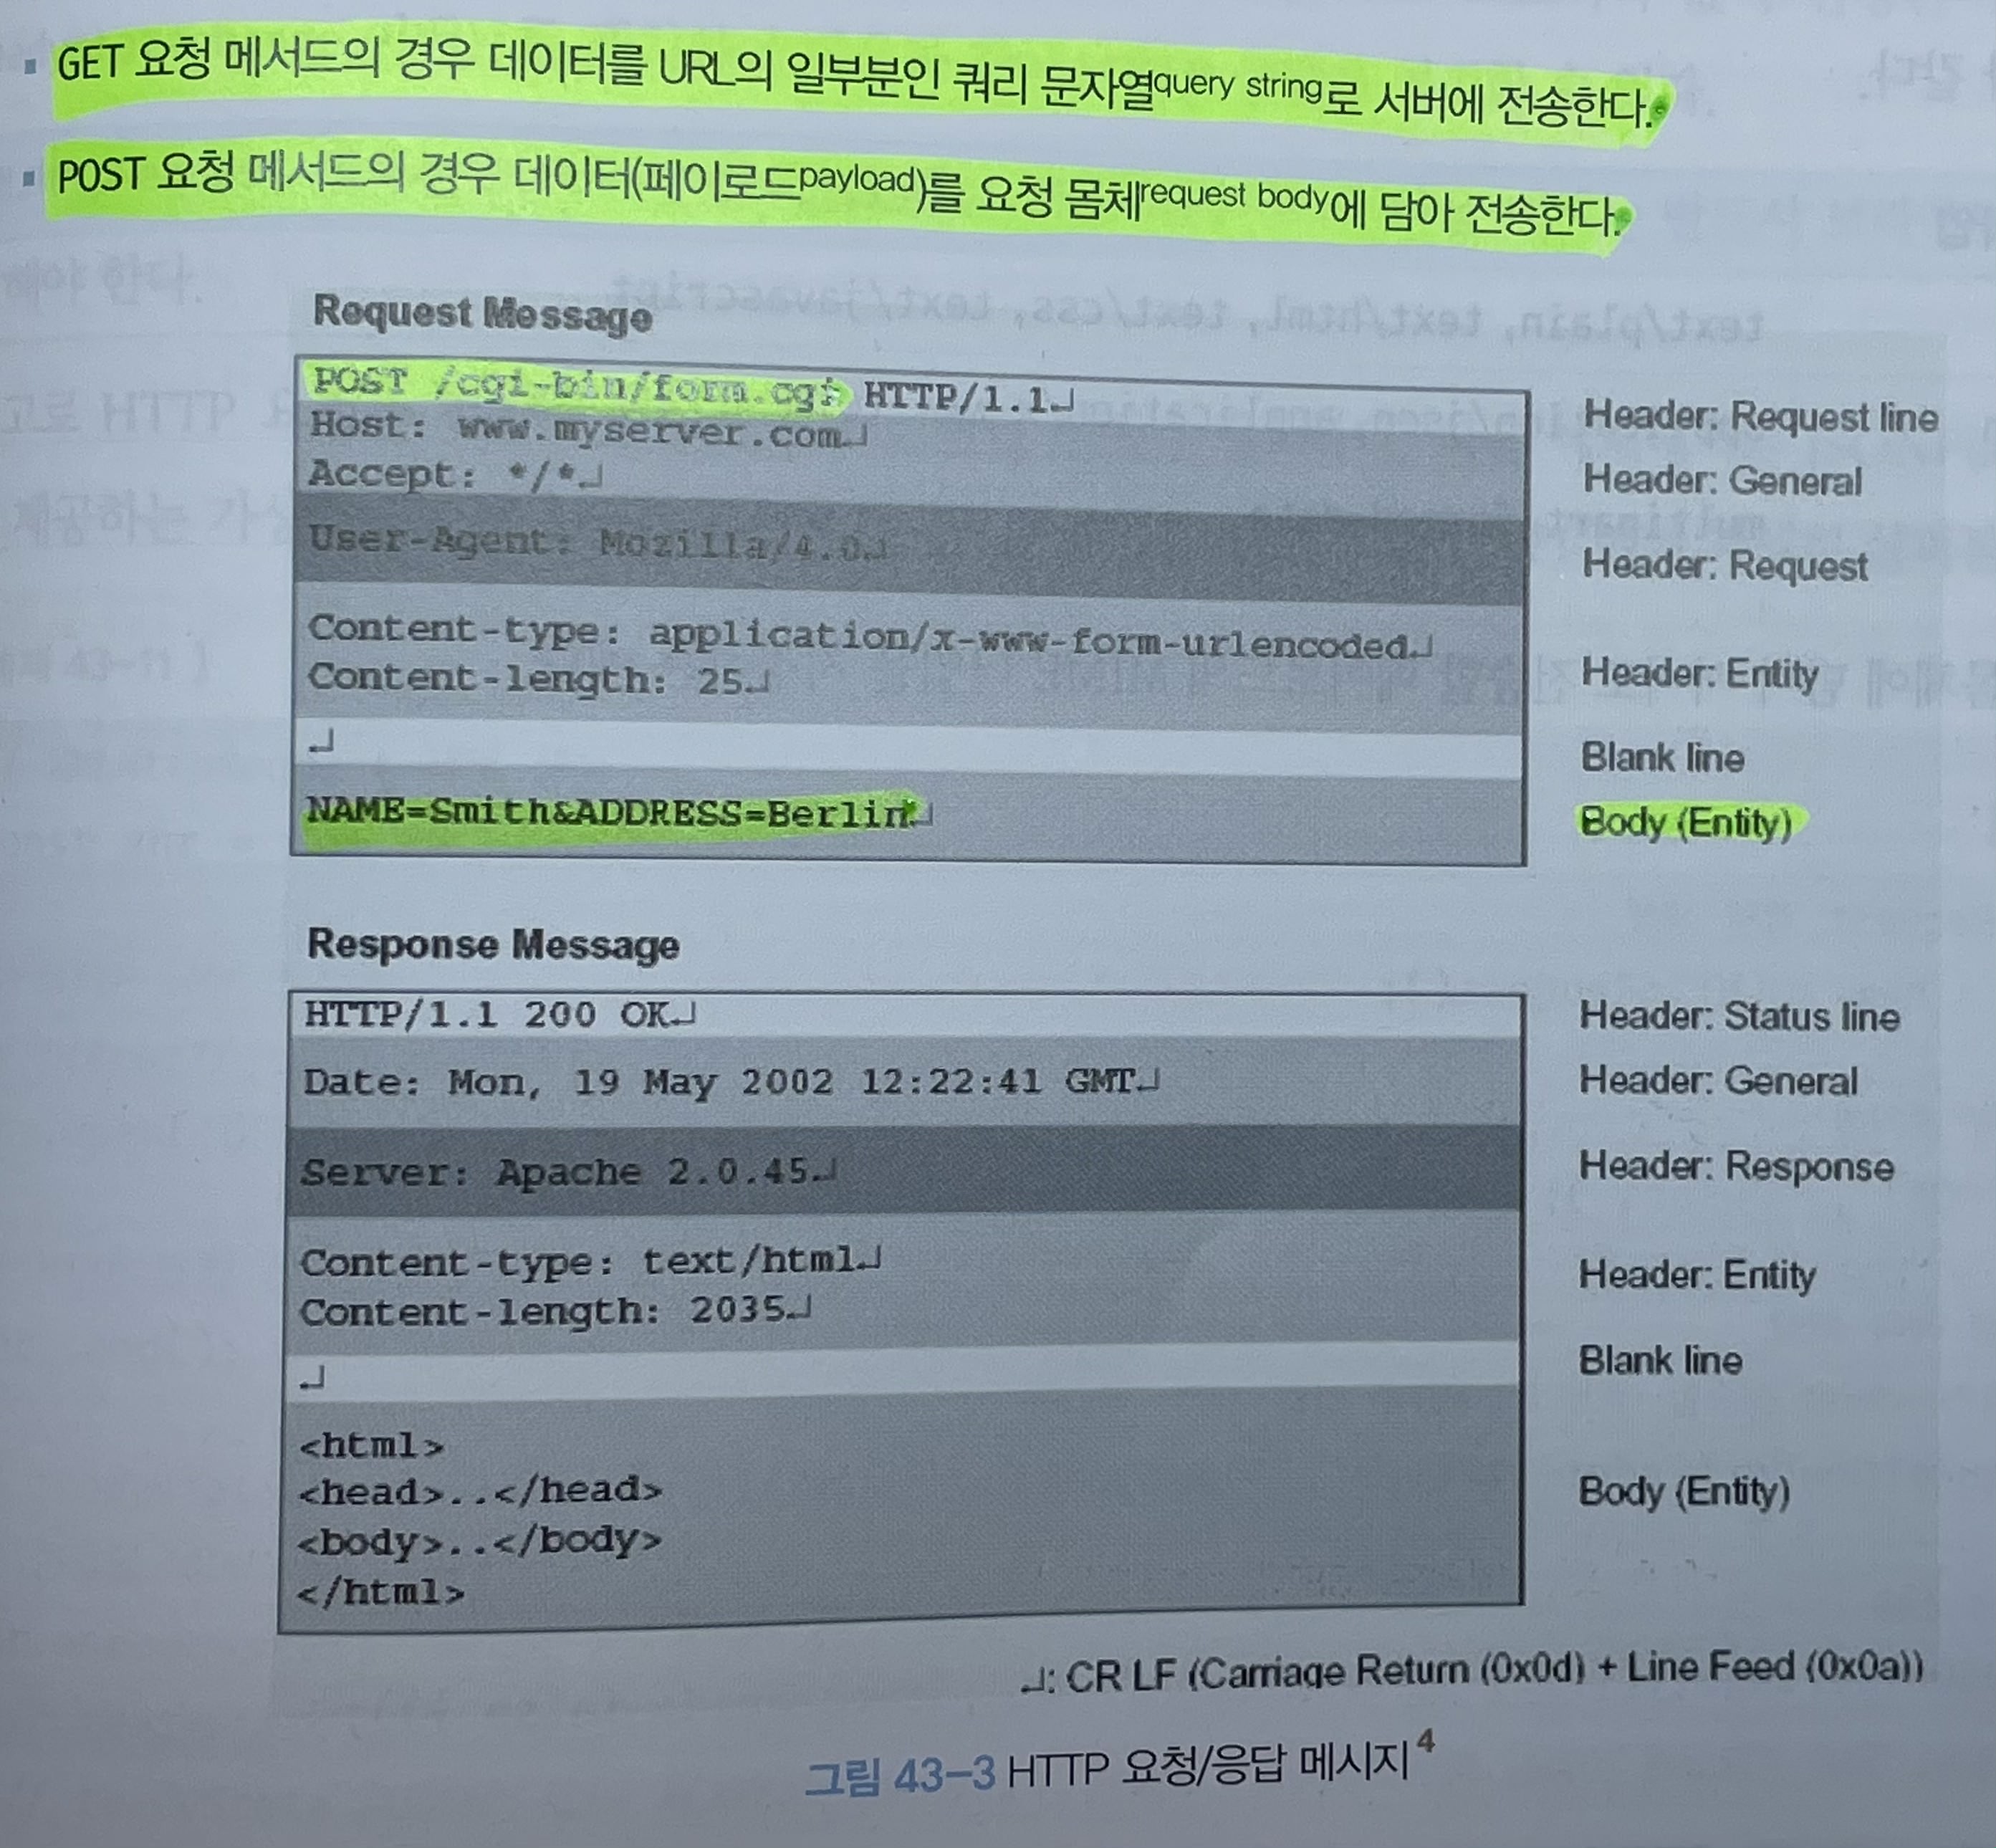 ▪ GET 요청 메서드의 경우 데이터를 URL의 일부분인 쿼리 문자열query string로 서버에 전송한다.
▪ POST 요청 메서드의 경우 데이터(페이로드payload)를 요청 몸체request body에 담아 전송한다.
Request Message
POST /cgi-bin/form.cgi HTTP/1.1↵ Header: Request line
Host: www.myserver.com↵
Accept: */*↵ Header: General
User-Agent: Mozilla/4.0↵ Header: Request
Content-type: application/x-www-form-urlencoded↵
Content-length: 25↵ Header: Entity
↵ Blank line
NAME=Smith&ADDRESS=Berlin↵ Body (Entity)
Response Message
HTTP/1.1 200 OK↵ Header: Status line
Date: Mon, 19 May 2002 12:22:41 GMT↵ Header: General
Server: Apache 2.0.45↵ Header: Response
Content-type: text/html↵ Header: Entity
Content-length: 2035↵
↵ Blank line
<html>
<head>..</head> Body (Entity)
<body>..</body>
</html>
↵: CR LF (Carriage Return (0x0d) + Line Feed (0x0a))
그림 43-3 HTTP 요청/응답 메시지4